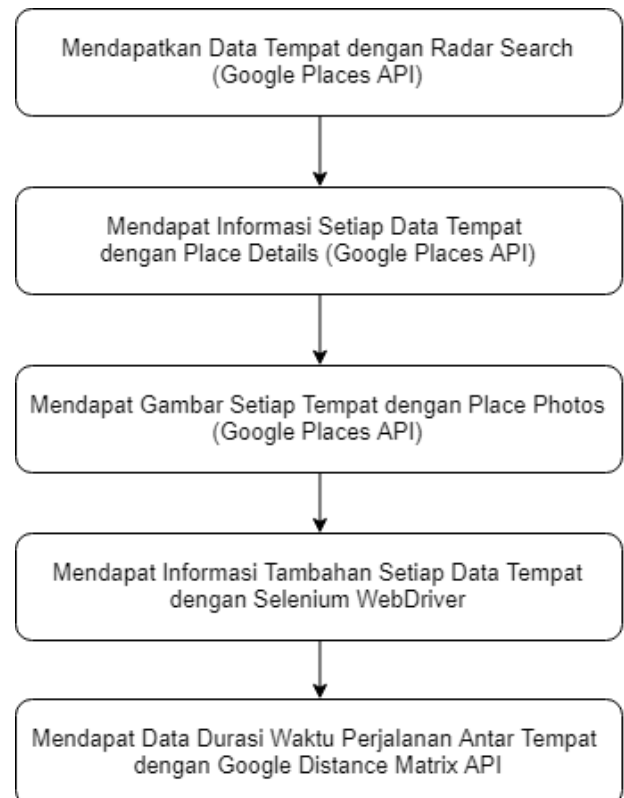 Mendapatkan Data Tempat dengan Radar Search
(Google Places API)
Mendapat Informasi Setiap Data Tempat
dengan Place Details (Google Places API)
Mendapat Gambar Setiap Tempat dengan Place Photos
(Google Places API)
Mendapat Informasi Tambahan Setiap Data Tempat
dengan Selenium WebDriver
Mendapat Data Durasi Waktu Perjalanan Antar Tempat
dengan Google Distance Matrix API